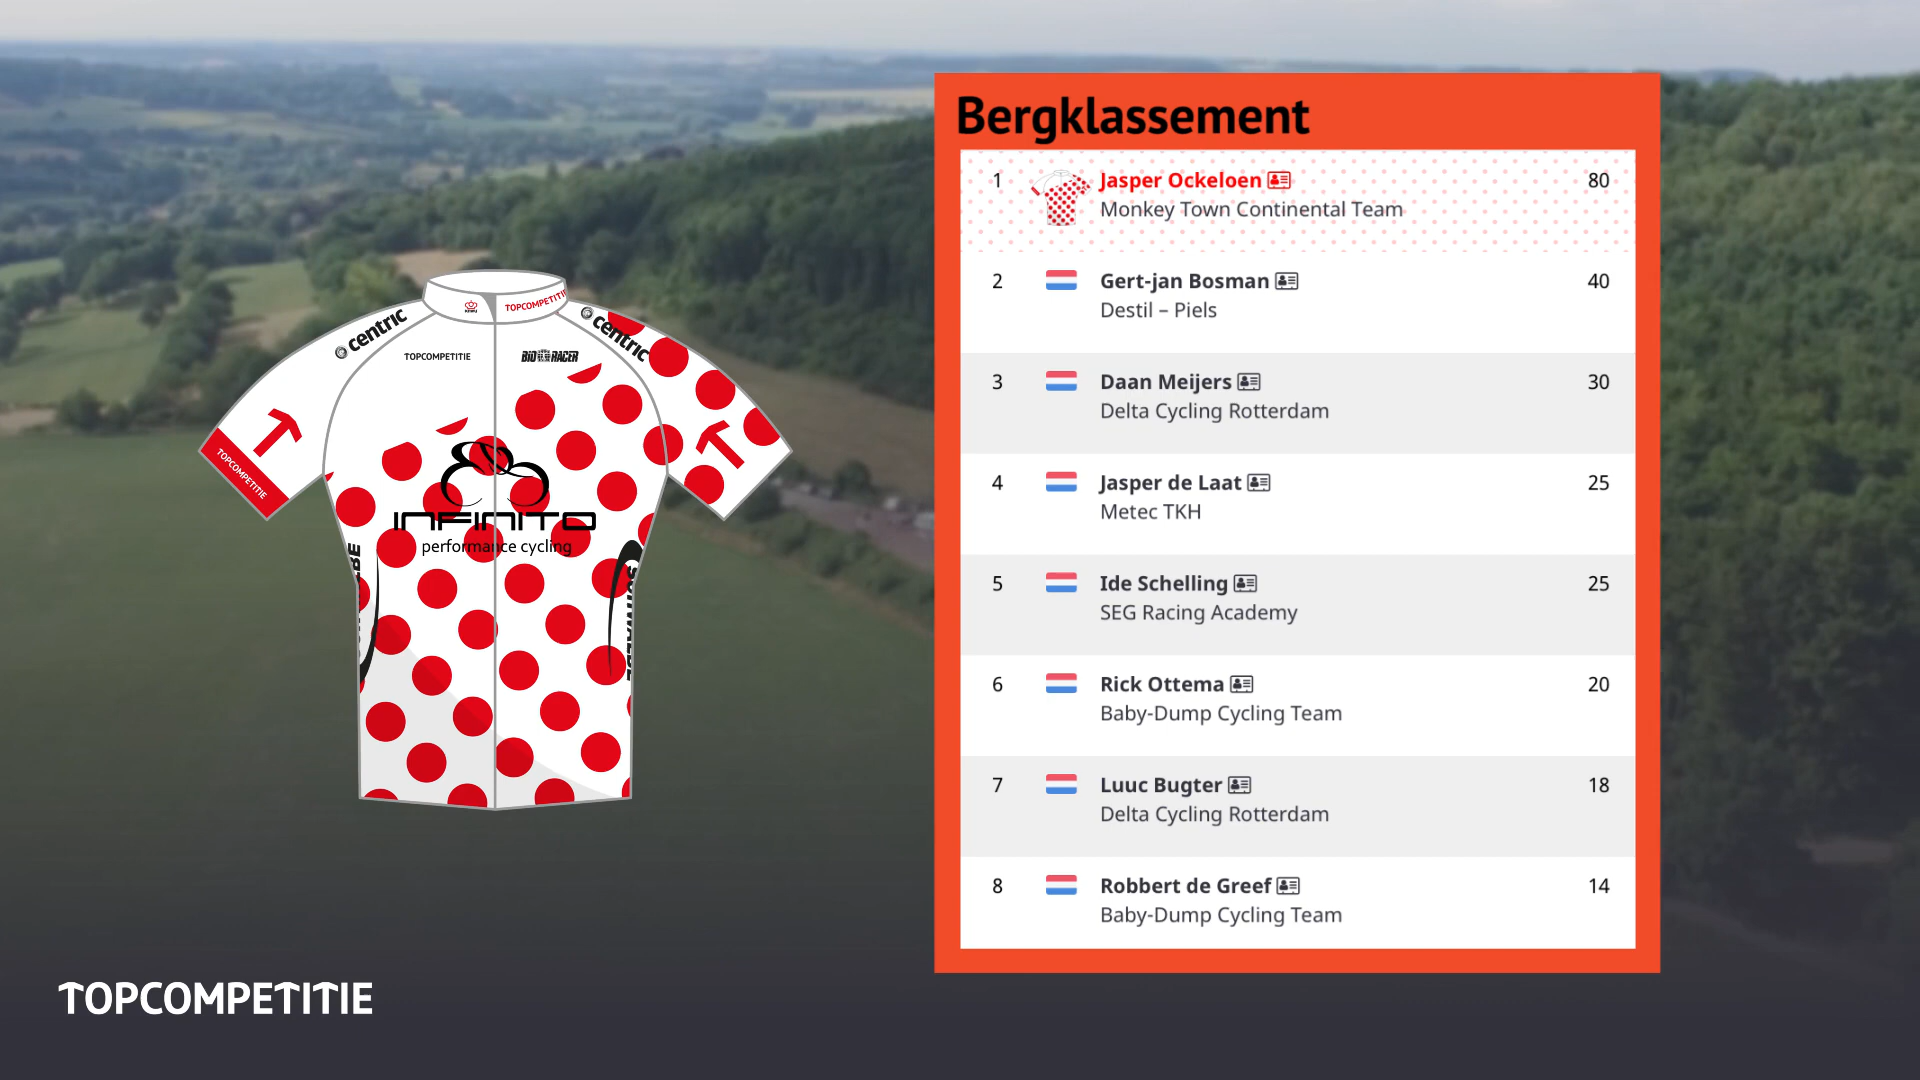 Bergklassement
1 Jasper Ockeloen 80
Monkey Town Continental Team
2 Gert-jan Bosman 40
Destil – Piels
3 Daan Meijers 30
Delta Cycling Rotterdam
4 Jasper de Laat 25
Metec TKH
5 Ide Schelling 25
SEG Racing Academy
6 Rick Ottema 20
Baby-Dump Cycling Team
7 Luuc Bugter 18
Delta Cycling Rotterdam
8 Robbert de Greef 14
Baby-Dump Cycling Team
TOPCOMPETITIE
centric
centric
TOPCOMPETITIE
BIORACER
TOPCOMPETITIE
INFINITO
performance cycling
TOPCOMPETITIE